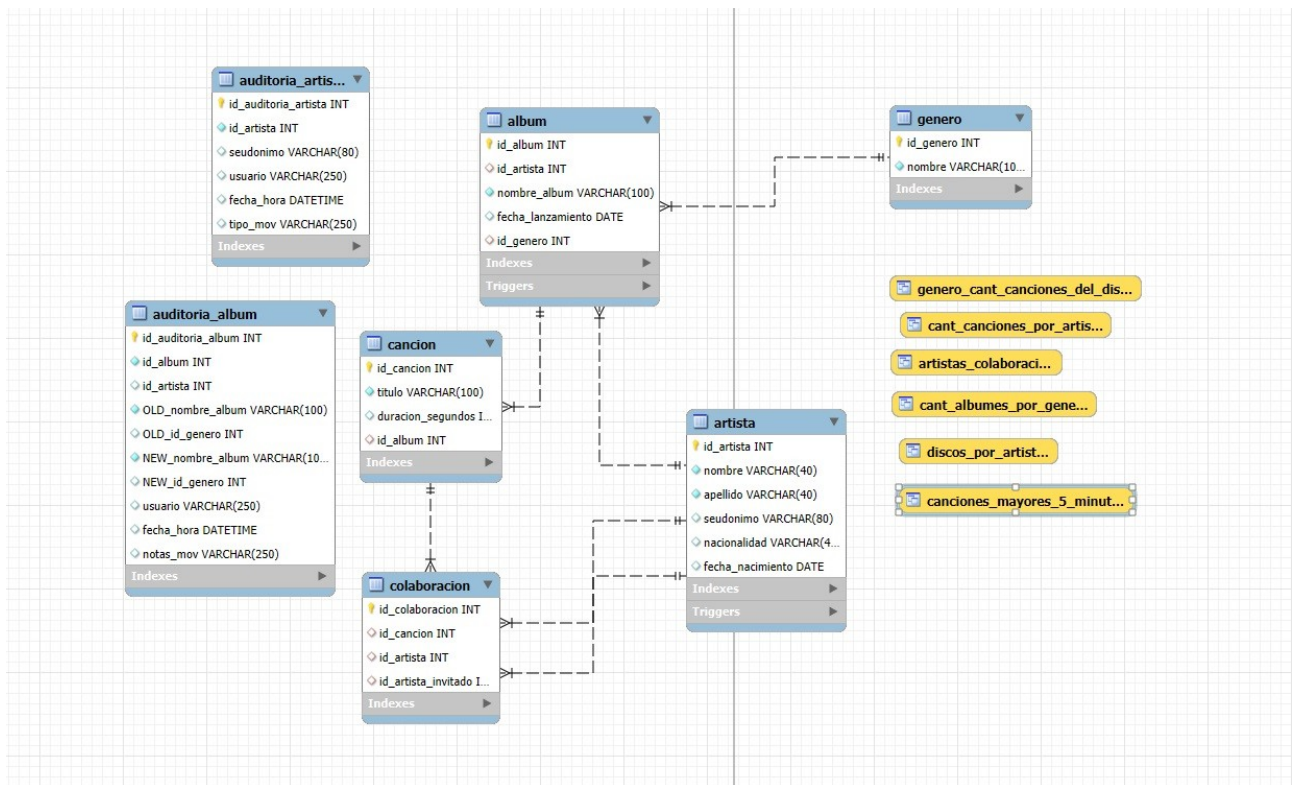 auditoria_artis...
id_auditoria_artista INT
id_artista INT
seudonimo VARCHAR(80)
usuario VARCHAR(250)
fecha_hora DATETIME
tipo_mov VARCHAR(250)
Indexes
auditoria_album
id_auditoria_album INT
id_album INT
id_artista INT
OLD_nombre_album VARCHAR(100)
OLD_id_genero INT
NEW_nombre_album VARCHAR(10...
NEW_id_genero INT
usuario VARCHAR(250)
fecha_hora DATETIME
notas_mov VARCHAR(250)
Indexes
album
id_album INT
id_artista INT
nombre_album VARCHAR(100)
fecha_lanzamiento DATE
id_genero INT
Indexes
Triggers
cancion
id_cancion INT
titulo VARCHAR(100)
duracion_segundos I...
id_album INT
Indexes
colaboracion
id_colaboracion INT
id_cancion INT
id_artista INT
id_artista_invitado I...
Indexes
artista
id_artista INT
nombre VARCHAR(40)
apellido VARCHAR(40)
seudonimo VARCHAR(80)
nacionalidad VARCHAR(4...
fecha_nacimiento DATE
Indexes
Triggers
genero
id_genero INT
nombre VARCHAR(10...
Indexes
genero_cant_canciones_del_dis...
cant_canciones_por_artis...
artistas_colaboraci...
cant_albumes_por_gene...
discos_por_artist...
canciones_mayores_5_minut...